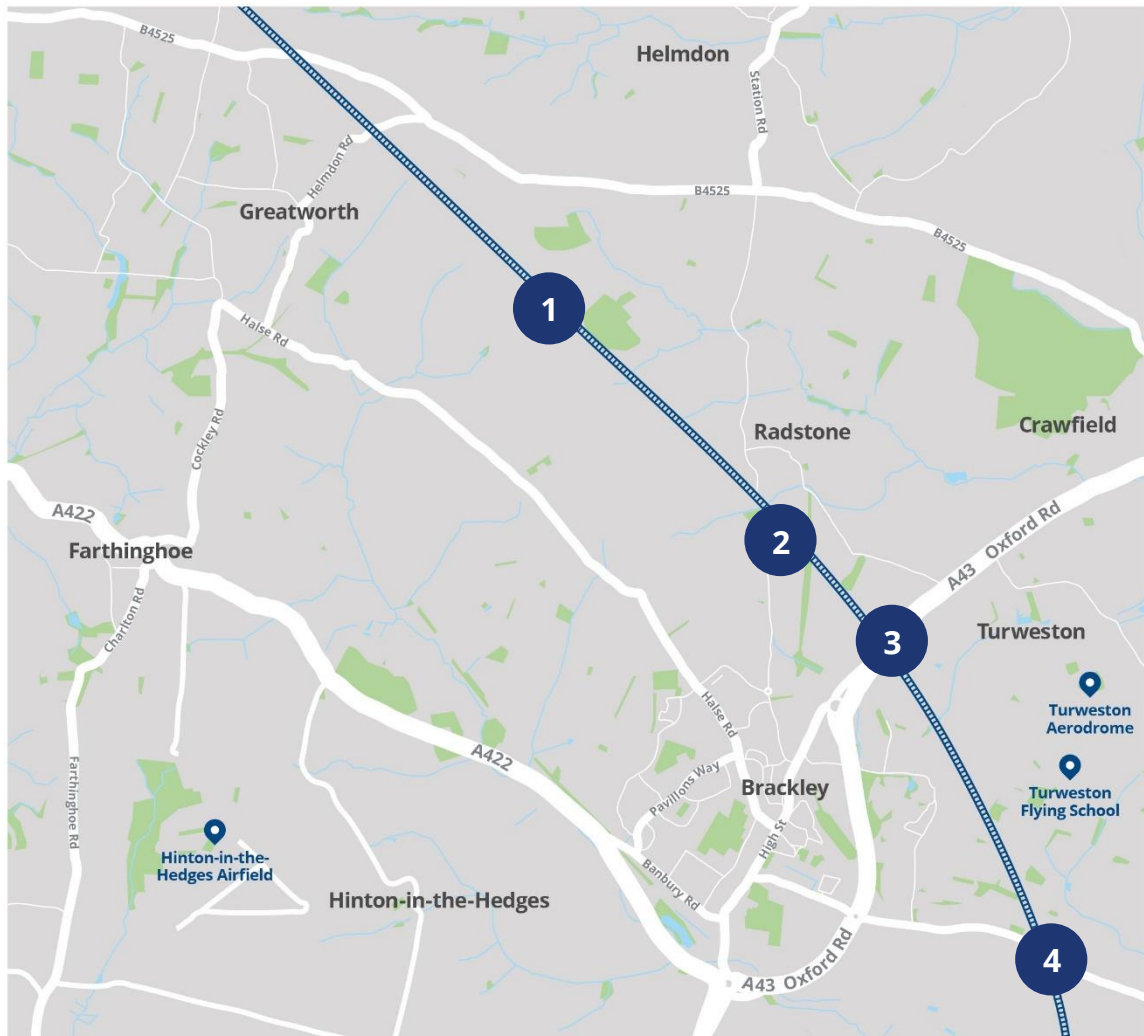 B4525
Helmdon
Station Rd
Helmdon Rd
B4525
Greatworth
B4525
1
Halse Rd
Cockley Rd
Radstone
Crawfield
A422
A43 Oxford Rd
2
Farthinghoe
Charlton Rd
3
Turweston
Turweston
Aerodrome
Halse Rd
A422
Farthinghoe Rd
Pavillons Way
Brackley
Turweston
Flying School
High St
Hinton-in-the-
Hedges Airfield
Banbury Rd
Hinton-in-the-Hedges
4
A43 Oxford Rd